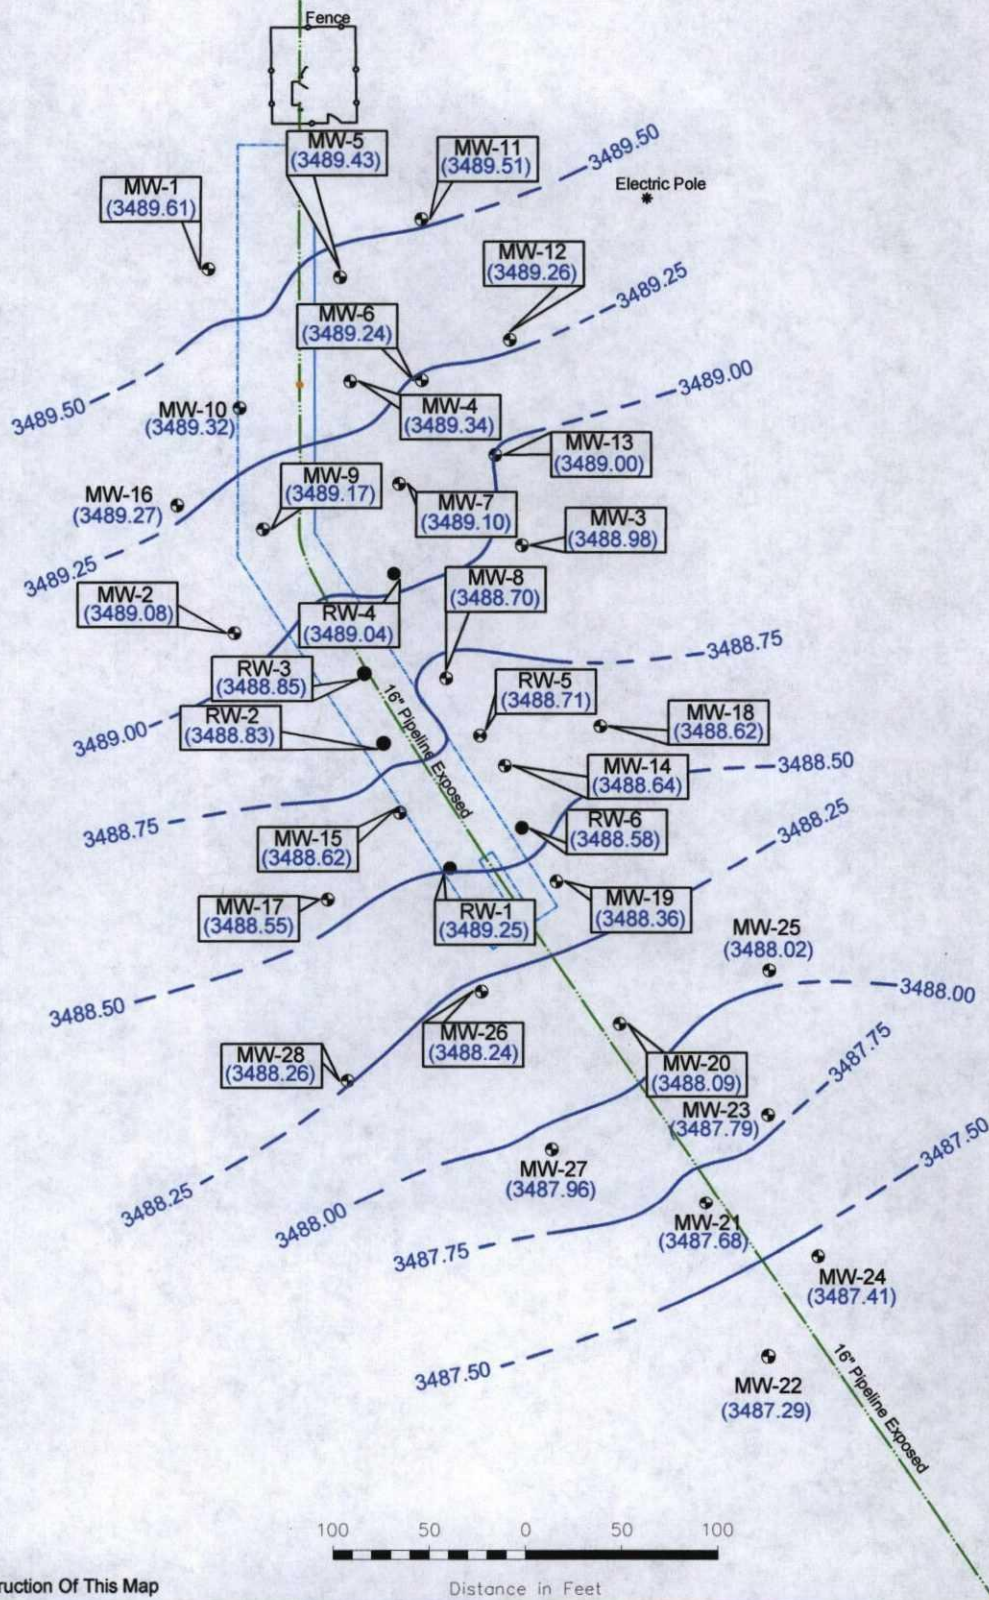 Fence
MW-5
(3489.43)
MW-11
(3489.51)
3489.50
Electric Pole
MW-1
(3489.61)
MW-12
(3489.26)
3489.25
MW-6
(3489.24)
3489.00
3489.50
MW-10
(3489.32)
MW-4
(3489.34)
MW-13
(3489.00)
MW-9
(3489.17)
MW-16
(3489.27)
MW-7
(3489.10)
MW-3
(3488.98)
3489.25
MW-2
(3489.08)
MW-8
(3488.70)
RW-4
(3489.04)
3488.75
RW-3
(3488.85)
RW-5
(3488.71)
3489.00
RW-2
(3488.83)
16" Pipeline Exposed
MW-18
(3488.62)
MW-14
(3488.64)
3488.50
3488.75
MW-15
(3488.62)
RW-6
(3488.58)
3488.25
MW-17
(3488.55)
RW-1
(3489.25)
MW-19
(3488.36)
MW-25
(3488.02)
3488.50
3488.00
MW-26
(3488.24)
MW-28
(3488.26)
MW-20
(3488.09)
3487.75
MW-23
(3487.79)
3487.50
MW-27
(3487.96)
3488.25
3488.00
MW-21
(3487.68)
3487.75
MW-24
(3487.41)
3487.50
MW-22
(3487.29)
16" Pipeline Exposed
100 50 0 50 100
Distance in Feet
ruction Of This Map